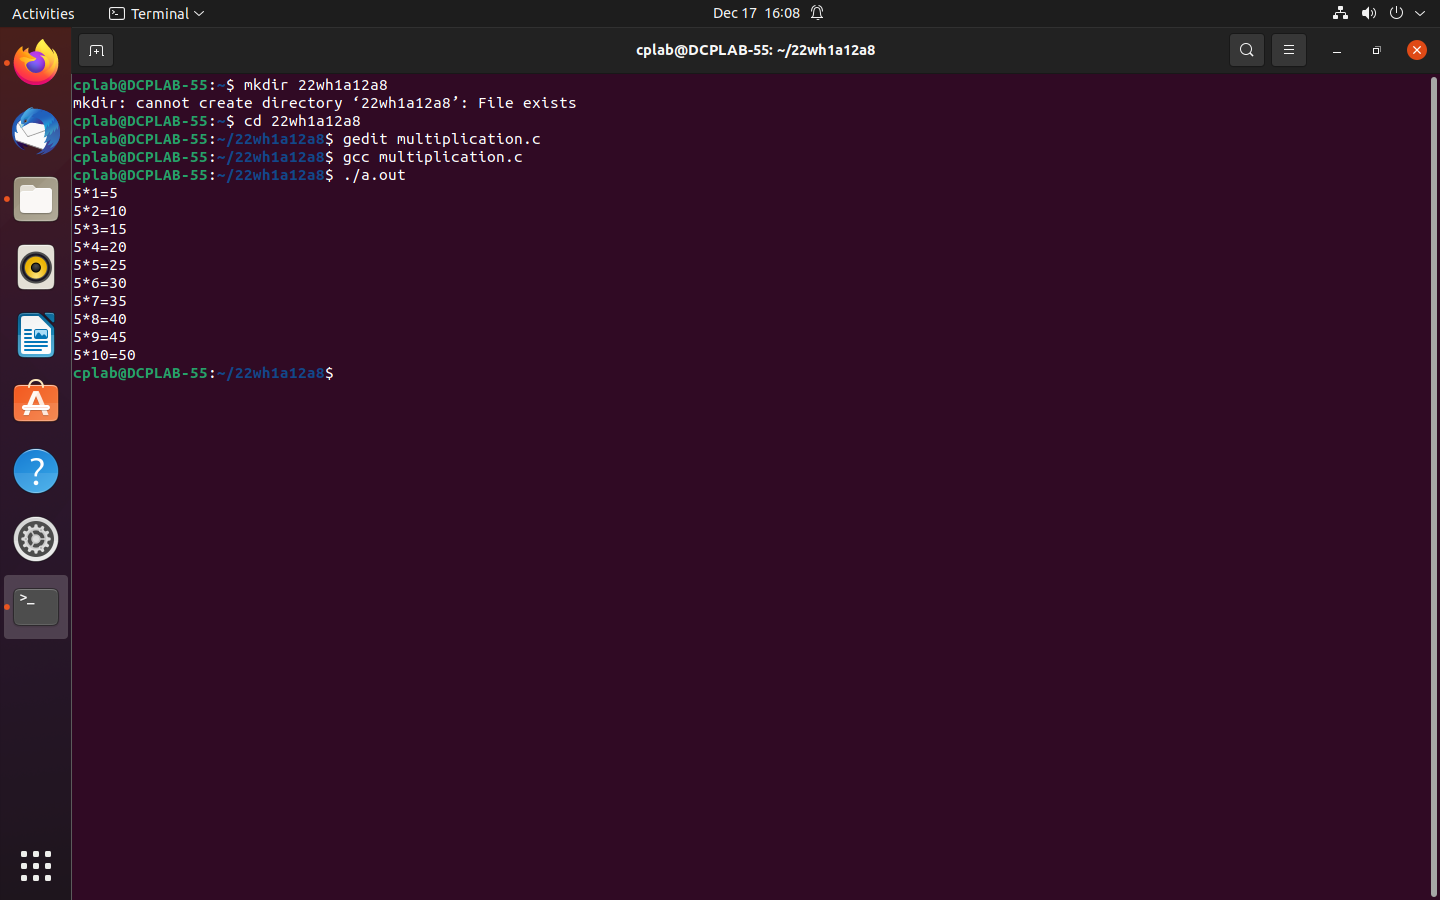 Activities
Terminal
Dec 17 16:08
cplab@DCPLAB-55: ~/22wh1a12a8
cplab@DCPLAB-55:~$ mkdir 22wh1a12a8
mkdir: cannot create directory ‘22wh1a12a8’: File exists
cplab@DCPLAB-55:~$ cd 22wh1a12a8
cplab@DCPLAB-55:~/22wh1a12a8$ gedit multiplication.c
cplab@DCPLAB-55:~/22wh1a12a8$ gcc multiplication.c
cplab@DCPLAB-55:~/22wh1a12a8$ ./a.out
5*1=5
5*2=10
5*3=15
5*4=20
5*5=25
5*6=30
5*7=35
5*8=40
5*9=45
5*10=50
cplab@DCPLAB-55:~/22wh1a12a8$